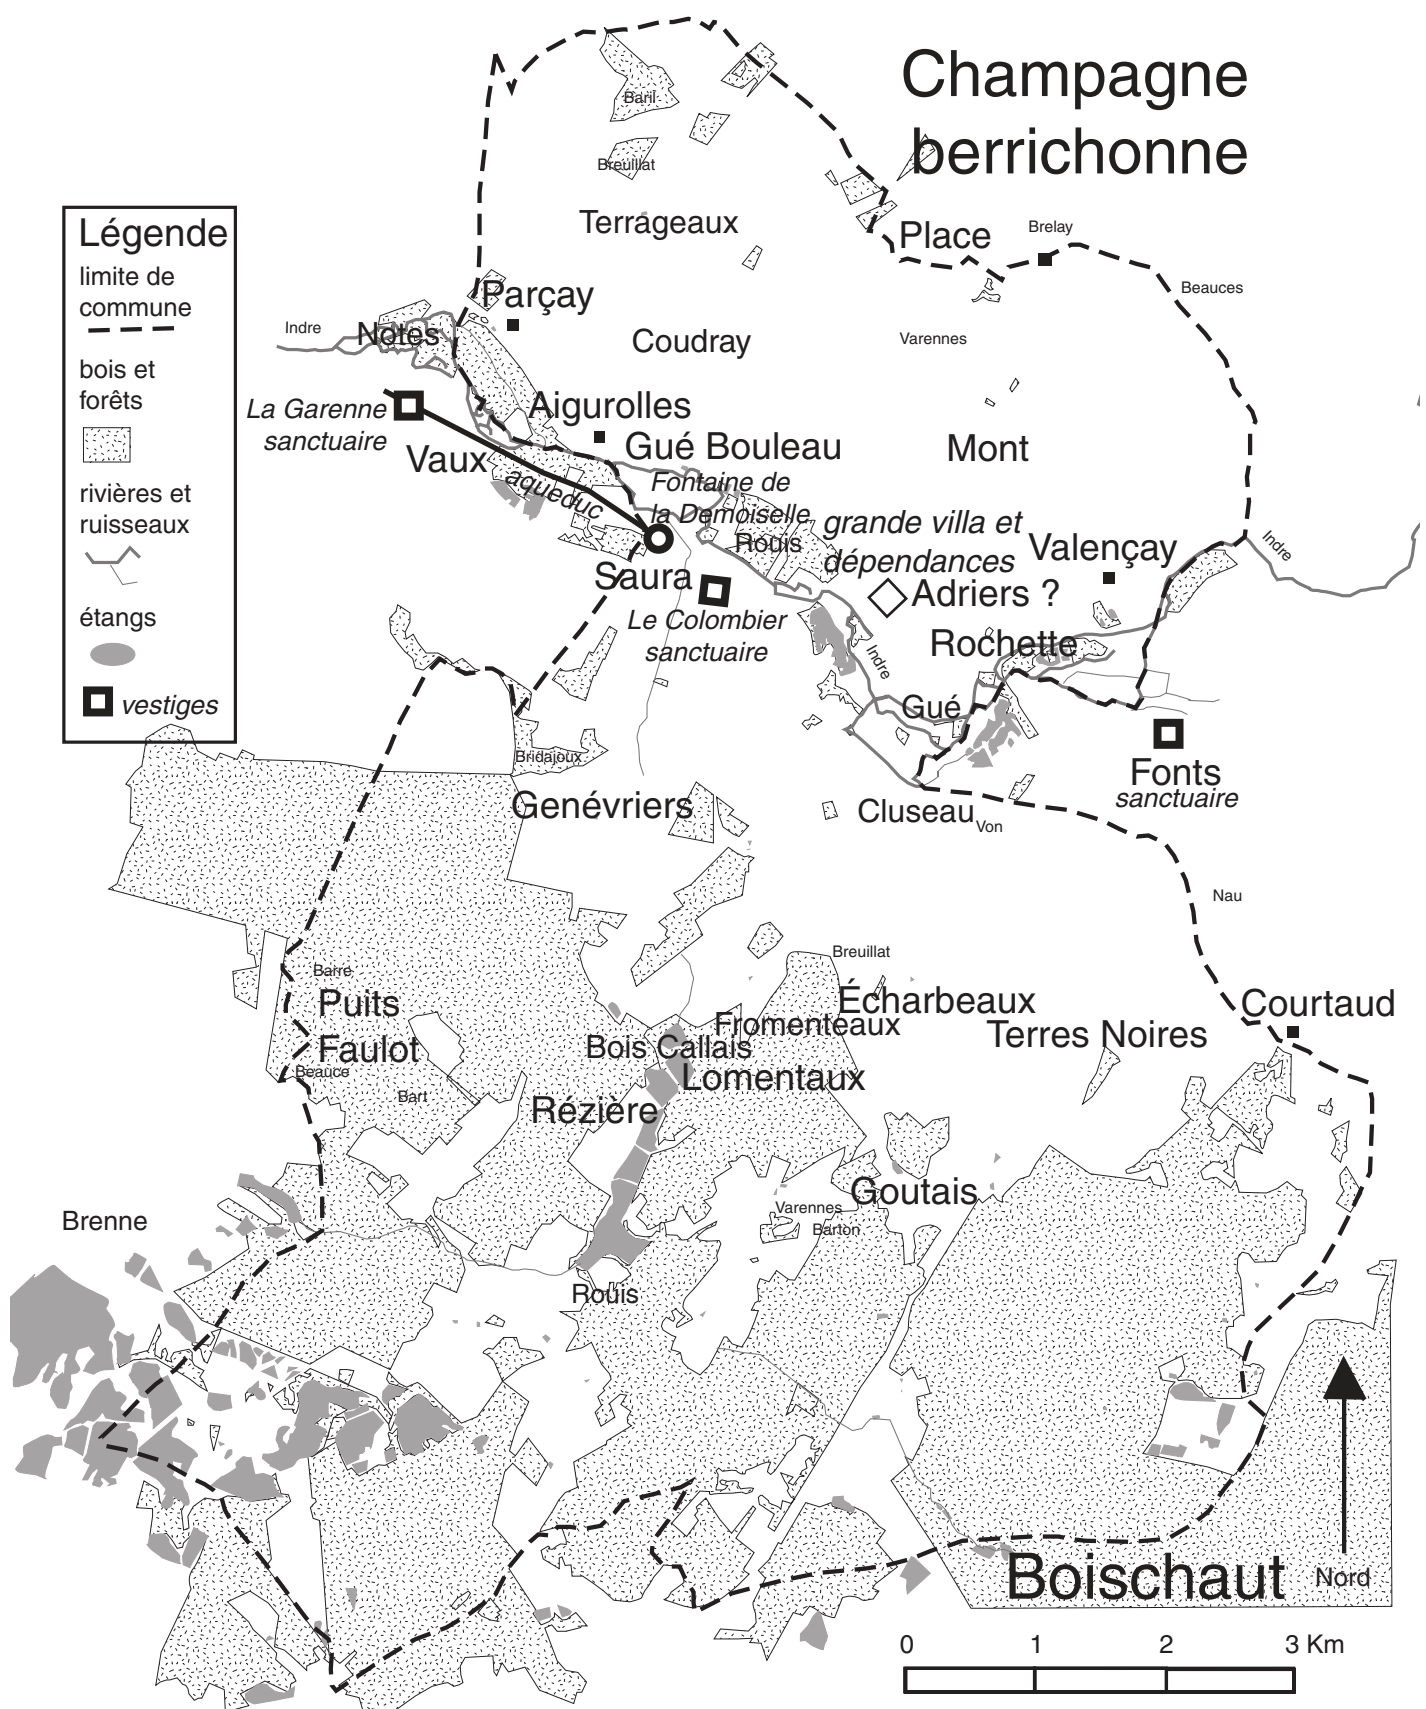 Champagne
berrichonne
Baril
Breuillat
Terrageaux
Place
Brelay
Beauces
Légende
limite de
commune
bois et
forêts
rivières et
ruisseaux
étangs
vestiges
Parçay
Indre
Notes
Coudray
Varennes
La Garenne
sanctuaire
Aigurolles
Vaux
Gué Bouleau
Mont
aqueduc
Fontaine de
la Demoiselle
Rouis
grande villa et
dépendances
Valençay
Indre
Saura
Adriers ?
Le Colombier
sanctuaire
Rochette
Indre
Gué
Bridajoux
Genévriers
Cluseau
Von
Fonts
sanctuaire
Nau
Breuillat
Barre
Puits
Faulot
Beauce
Bart
Écharbeaux
Fromenteaux
Bois Callais
Lomentaux
Terres Noires
Courtaud
Rézière
Goutais
Varennes
Barton
Brenne
Rouis
Boischaut
Nord
0 1 2 3 Km